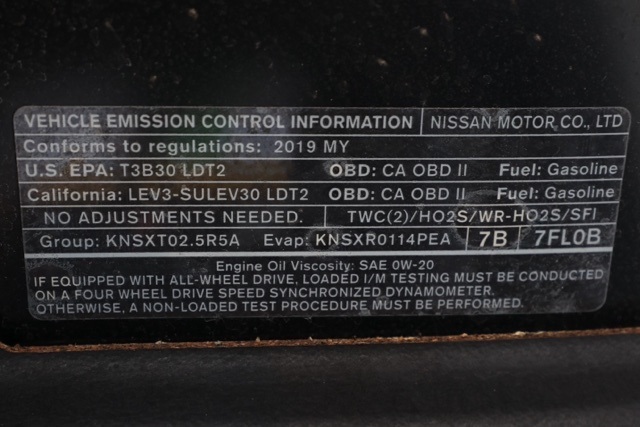 VEHICLE EMISSION CONTROL INFORMATION NISSAN MOTOR CO., LTD
Conforms to regulations: 2019 MY
U.S. EPA: T3B30 LDT2 OBD: CA OBD II Fuel: Gasoline
California: LEV3-SULEV30 LDT2 OBD: CA OBD II Fuel: Gasoline
NO ADJUSTMENTS NEEDED. TWC(2)/HO2S/WR-HO2S/SFI
Group: KNSXT02.5R5A Evap: KNSXR0114PEA 7B 7FL0B
Engine Oil Viscosity: SAE 0W-20
IF EQUIPPED WITH ALL-WHEEL DRIVE, LOADED I/M TESTING MUST BE CONDUCTED
ON A FOUR WHEEL DRIVE SPEED SYNCHRONIZED DYNAMOMETER.
OTHERWISE, A NON-LOADED TEST PROCEDURE MUST BE PERFORMED.